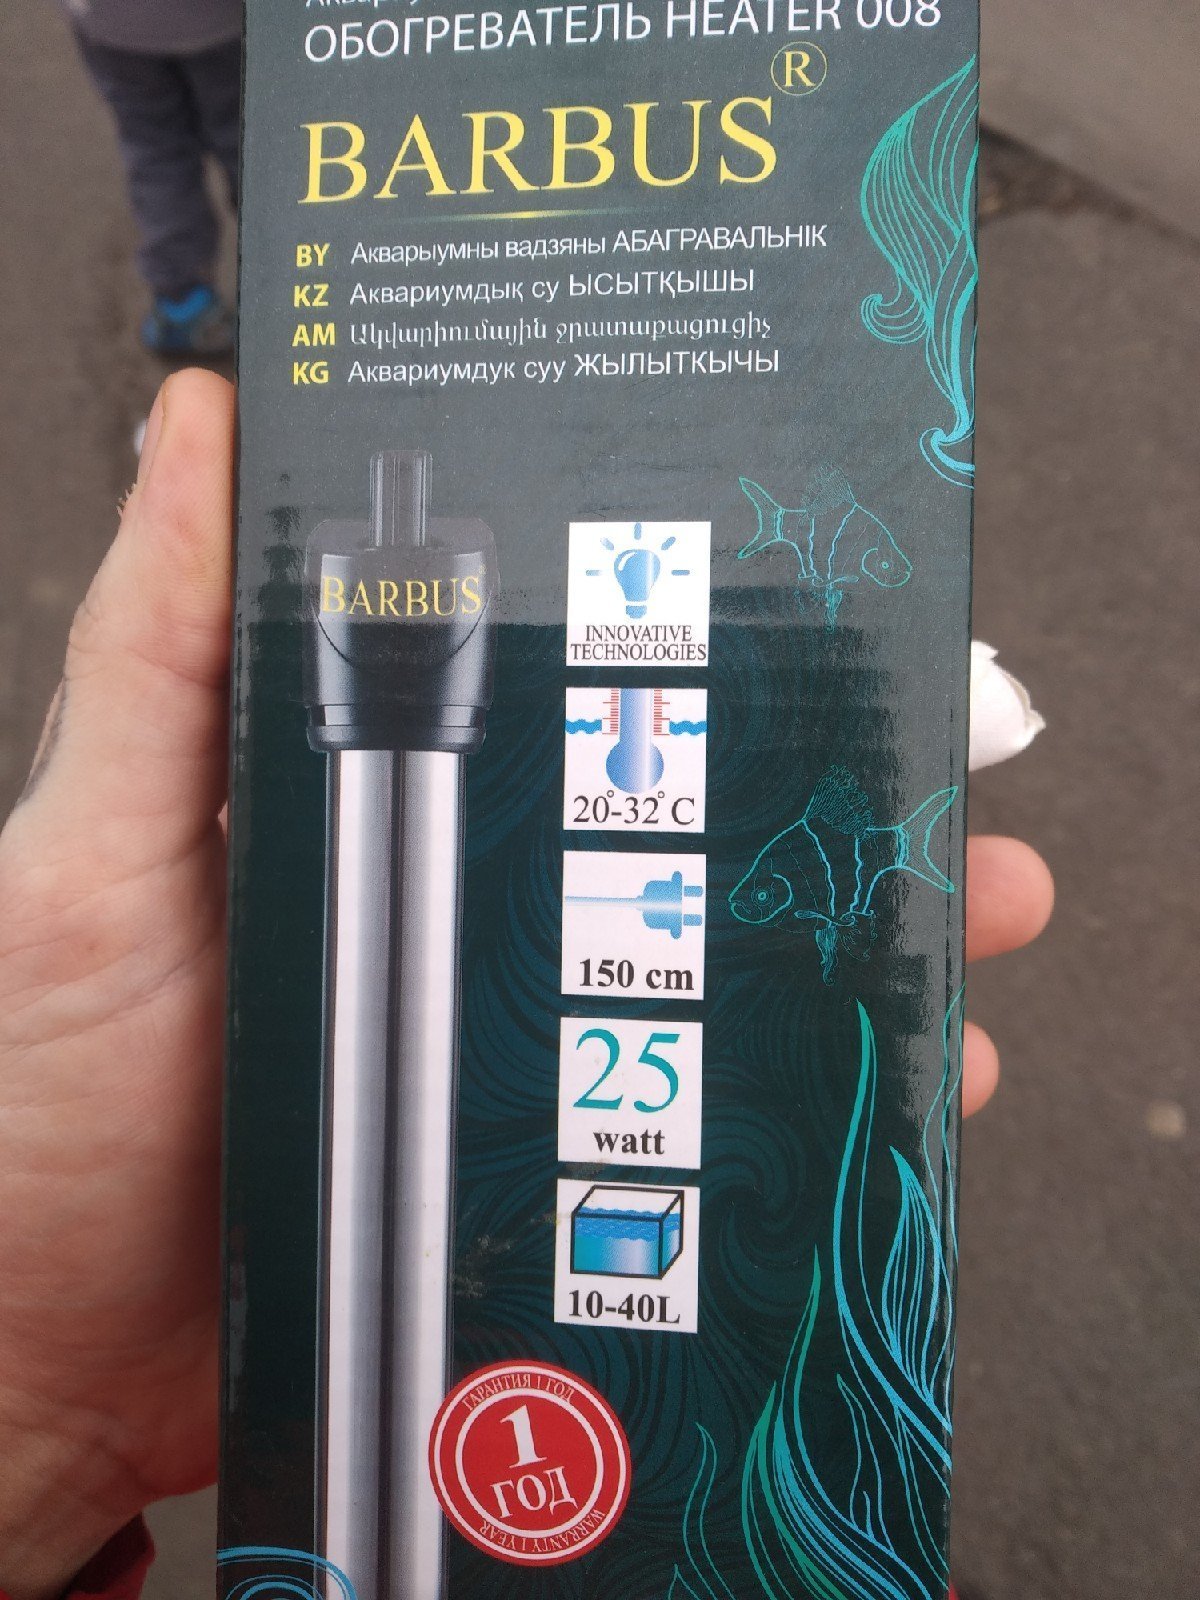 ОБОГРЕВАТЕЛЬ HEATER 008
BARBUS®
BY Акварыумны вадзяны АБАГРАВАЛЬНІК
KZ Аквариумдық су ЫСЫТҚЫШЫ
AM Ակվարիումային ջրատաքացուցիչ
KG Аквариумдук суу ЖЫЛЫТКЫЧЫ
BARBUS
INNOVATIVE
TECHNOLOGIES
20°-32°C
150 cm
25
watt
10-40L
ГАРАНТИЯ 1 ГОД
1
ГОД
WARRANTY 1 YEAR